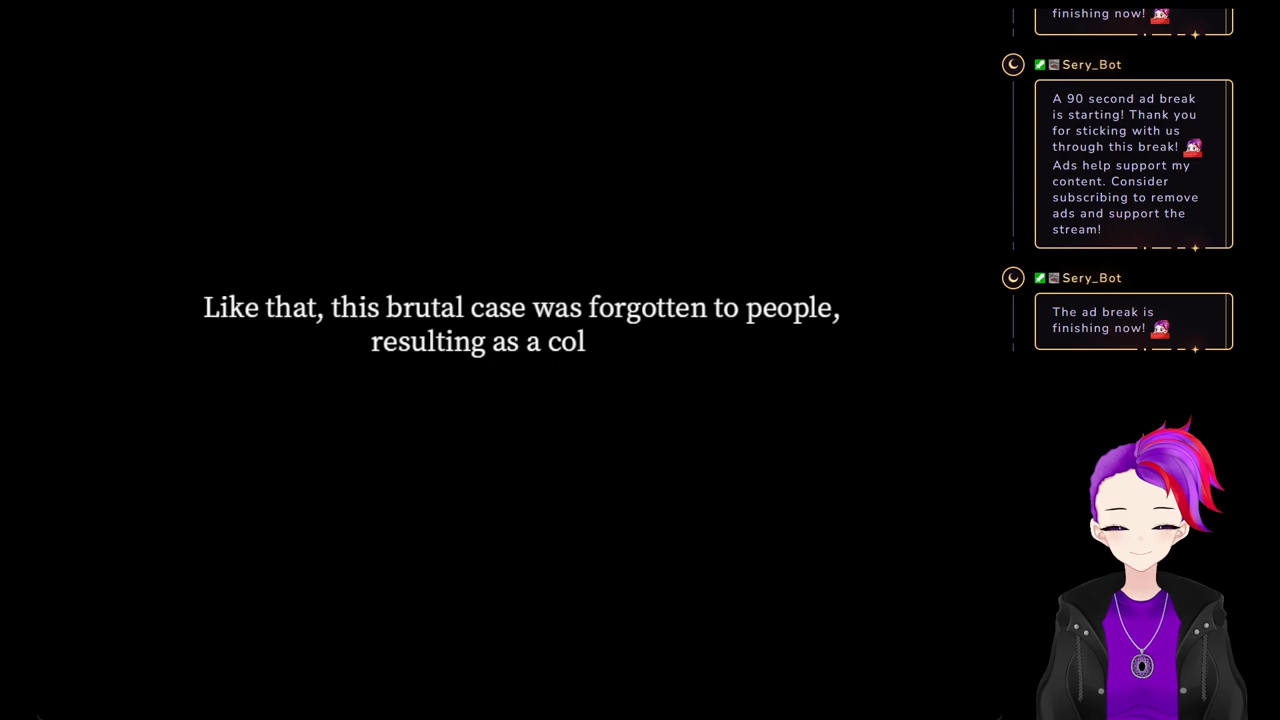 finishing now!
Sery_Bot
A 90 second ad break
is starting! Thank you
for sticking with us
through this break!
Ads help support my
content. Consider
subscribing to remove
ads and support the
stream!
Sery_Bot
The ad break is
finishing now!
Like that, this brutal case was forgotten to people,
resulting as a col